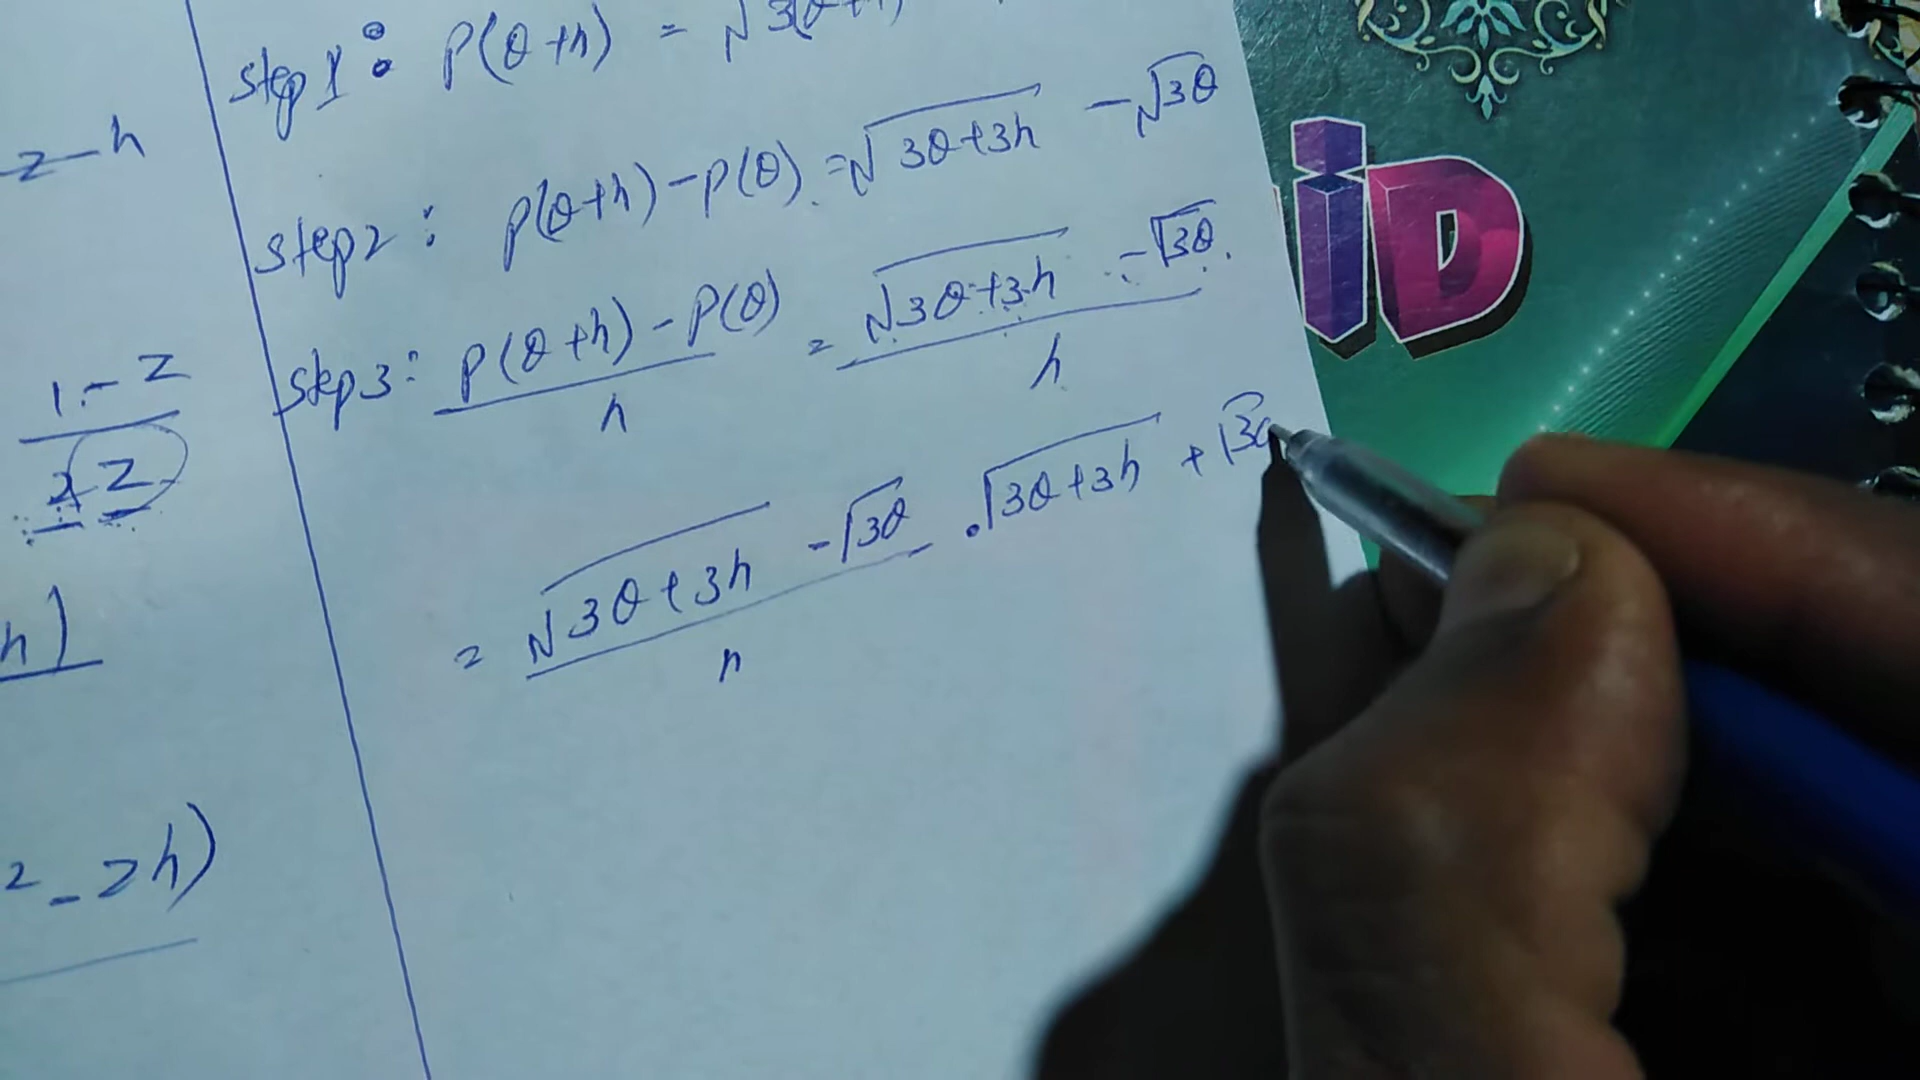 z-h
1-z
2z
h)
2-2h)
step 1: P(θ+h) = √3(θ+h)
step 2: P(θ+h)-P(θ) = √3θ+3h - √3θ
step 3: P(θ+h)-P(θ) = √3θ+3h - √3θ
h h
= √3θ+3h - √3θ . √3θ+3h + √3θ
h
iD